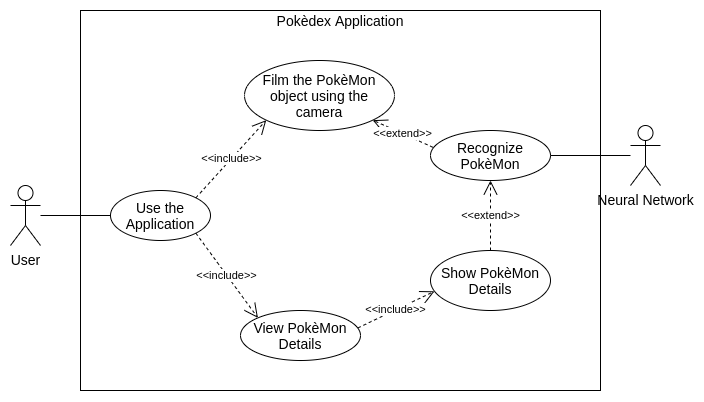 Pokèdex Application
Film the PokèMon
object using the
camera
<<extend>>
Recognize
PokèMon
<<include>>
Neural Network
Use the
Application
<<extend>>
User
<<include>>
Show PokèMon
Details
<<include>>
View PokèMon
Details